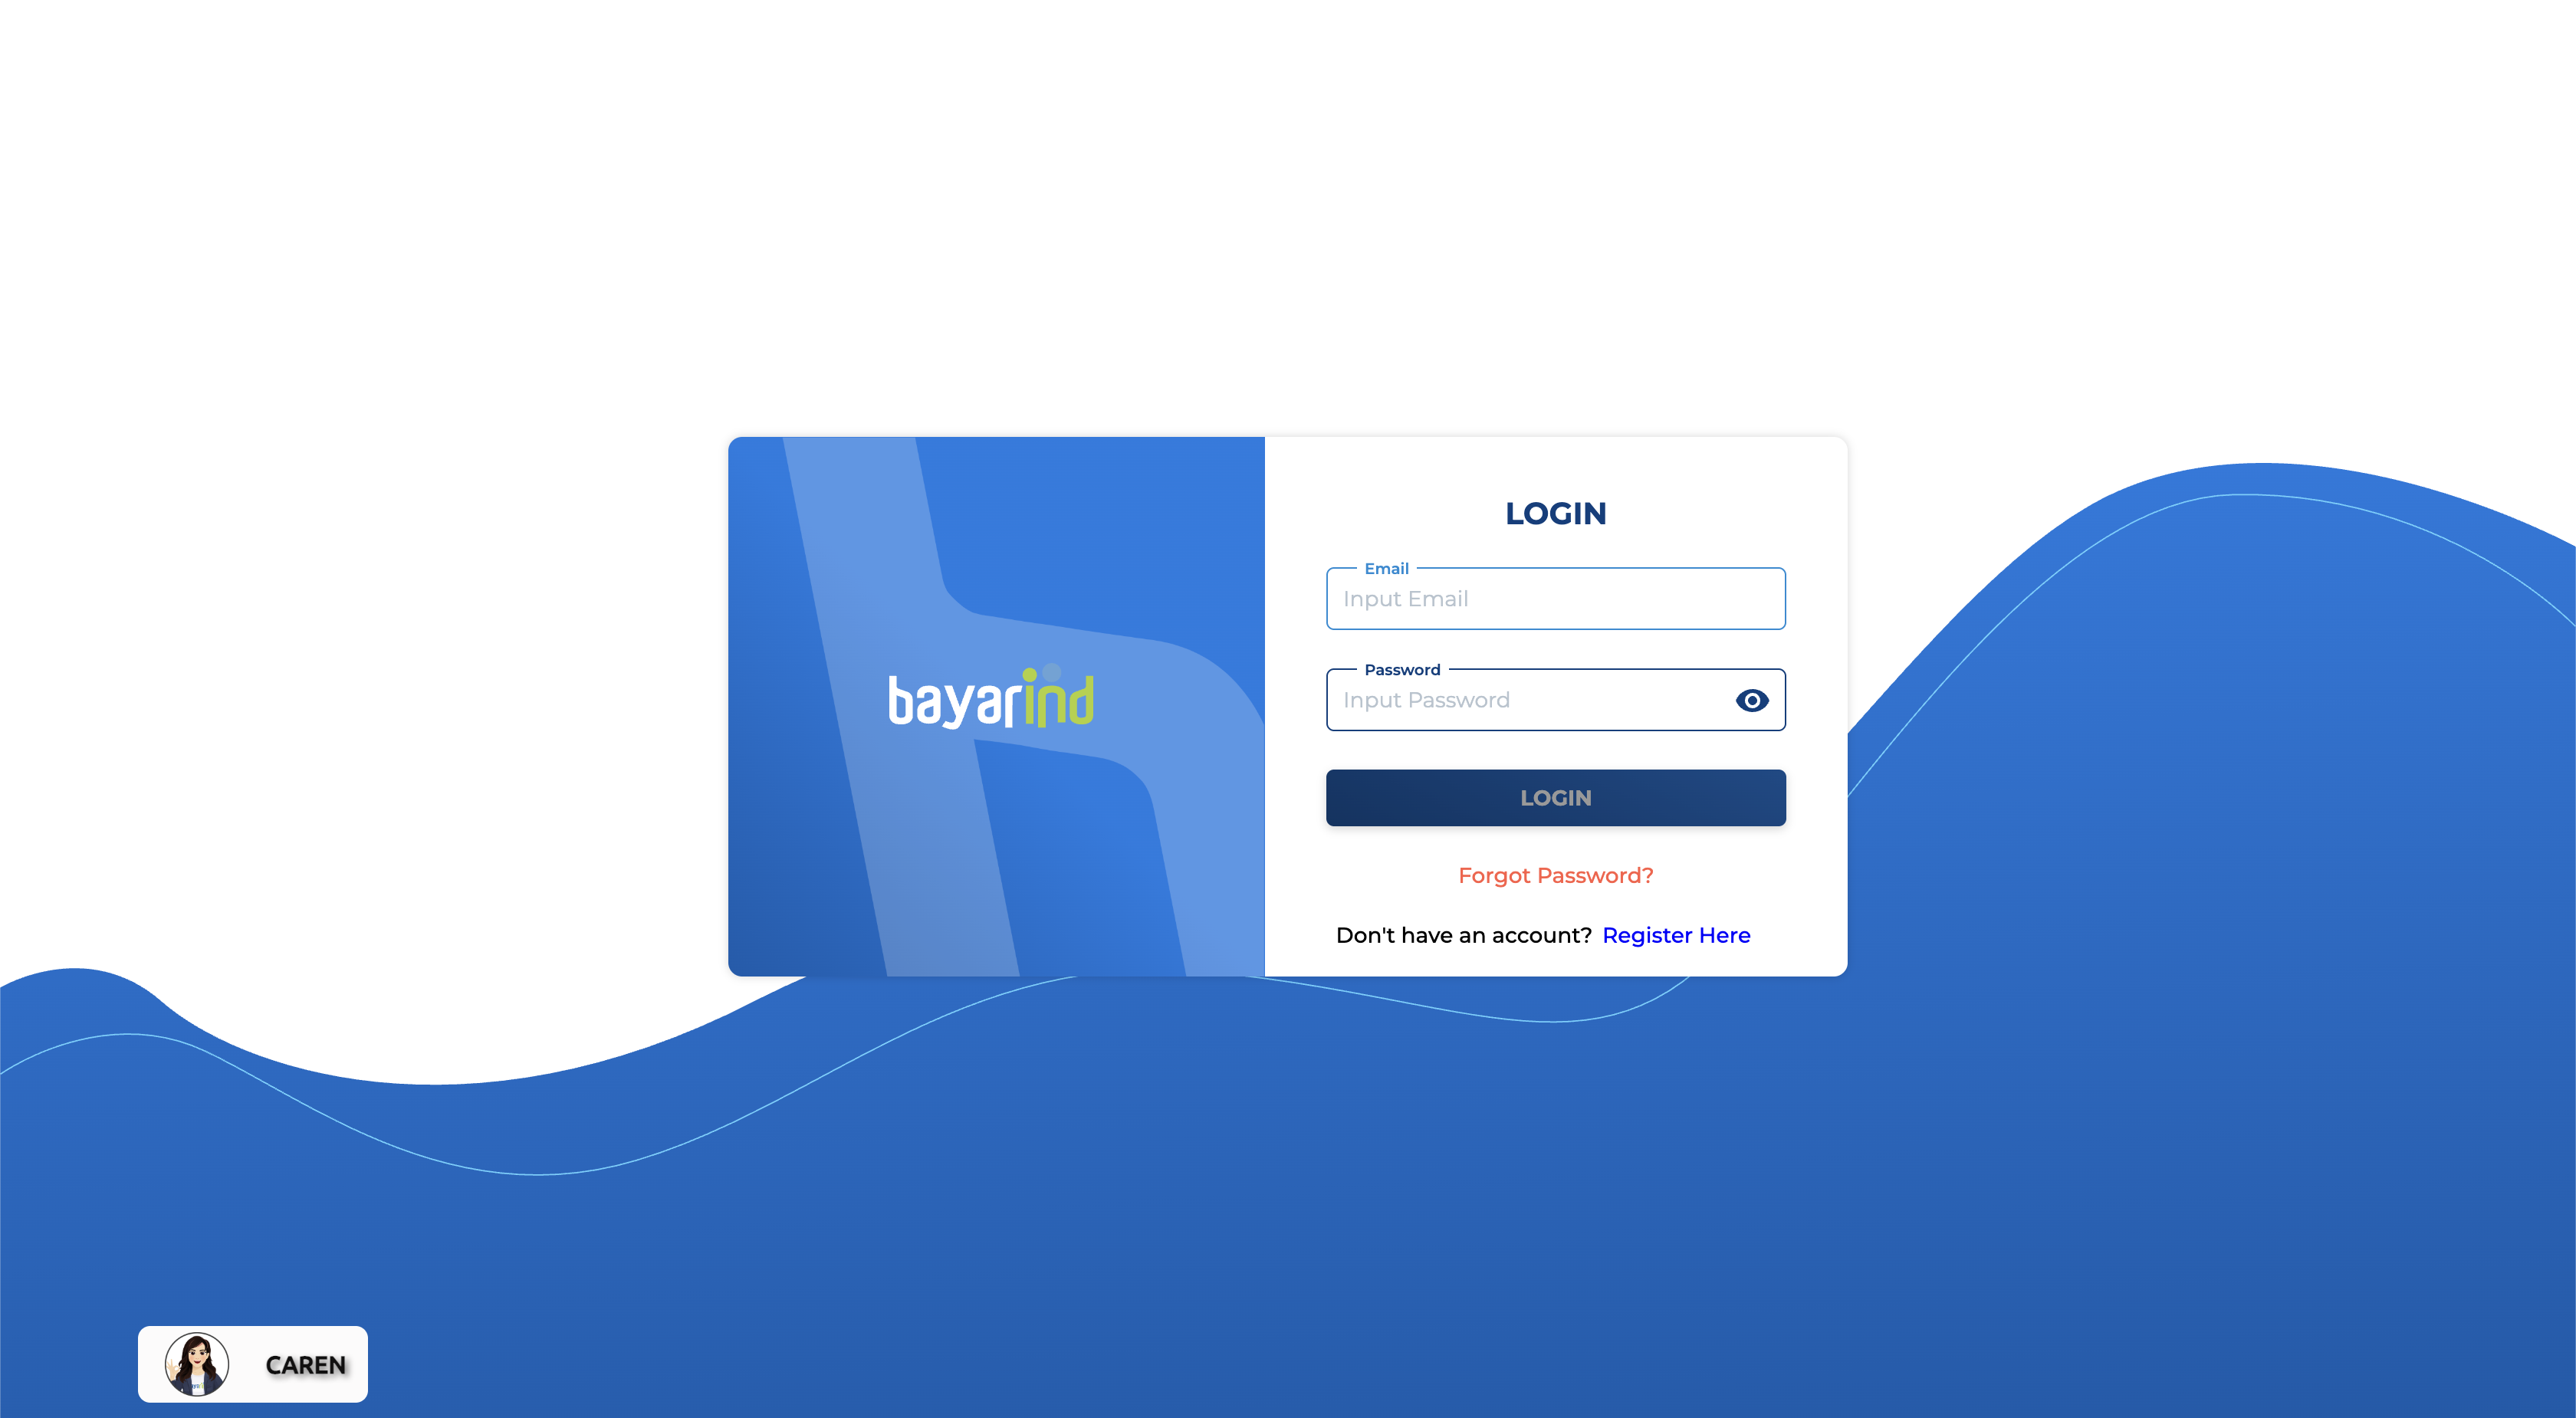 LOGIN
Email
Input Email
bayarind
Password
Input Password
LOGIN
Forgot Password?
Don't have an account? Register Here
CAREN